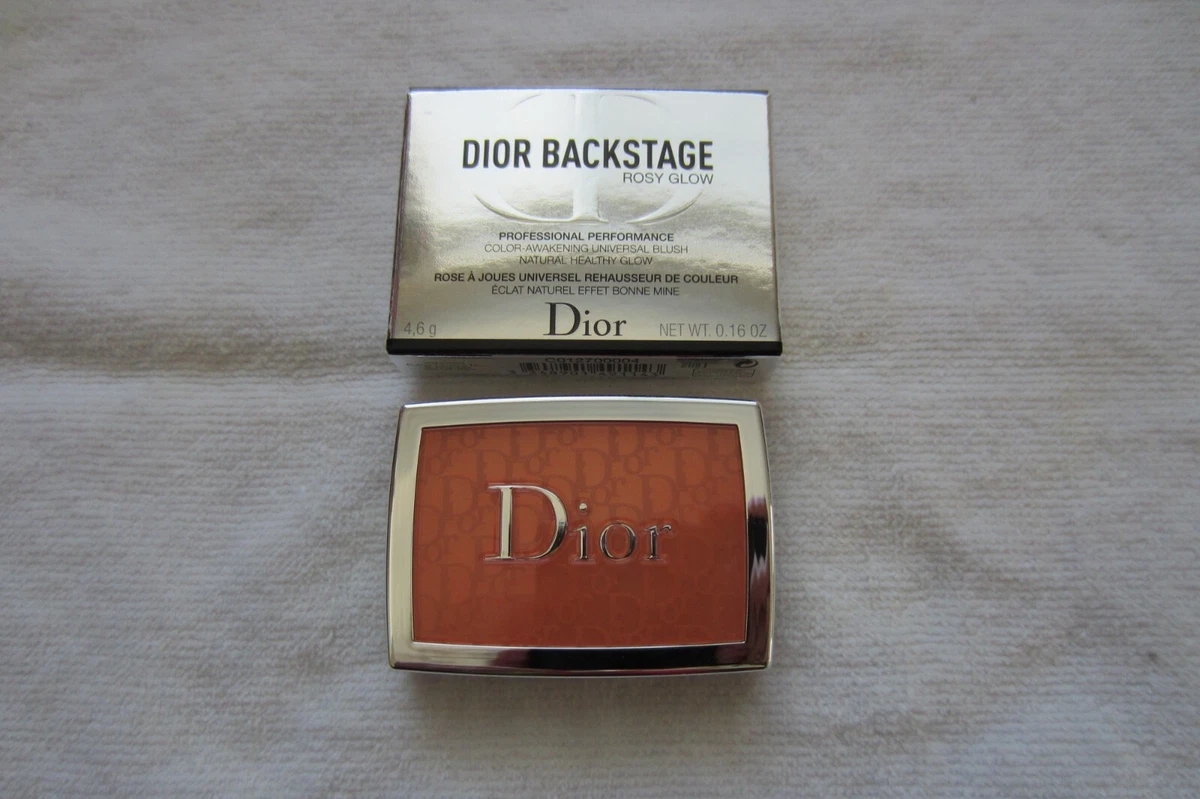 DIOR BACKSTAGE
ROSY GLOW
PROFESSIONAL PERFORMANCE
COLOR-AWAKENING UNIVERSAL BLUSH
NATURAL HEALTHY GLOW
ROSE À JOUES UNIVERSEL REHAUSSEUR DE COULEUR
ÉCLAT NATUREL EFFET BONNE MINE
4,6 g Dior NET WT. 0.16 OZ
C012700004
Dior